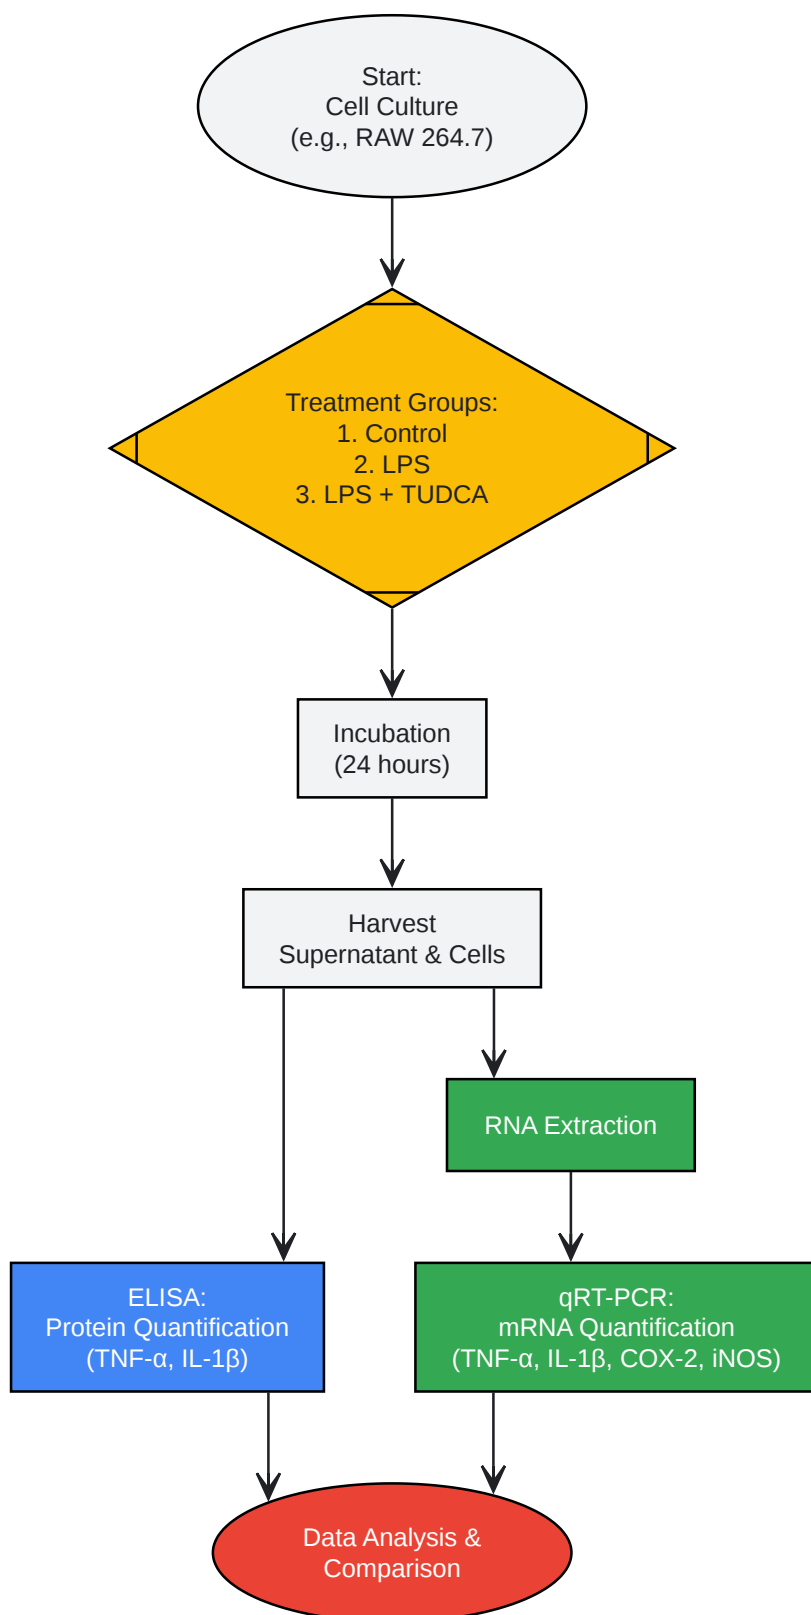 Start:
Cell Culture
(e.g., RAW 264.7)
Treatment Groups:
1. Control
2. LPS
3. LPS + TUDCA
Incubation
(24 hours)
Harvest
Supernatant & Cells
RNA Extraction
ELISA:
Protein Quantification
(TNF-α, IL-1β)
qRT-PCR:
mRNA Quantification
(TNF-α, IL-1β, COX-2, iNOS)
Data Analysis &
Comparison